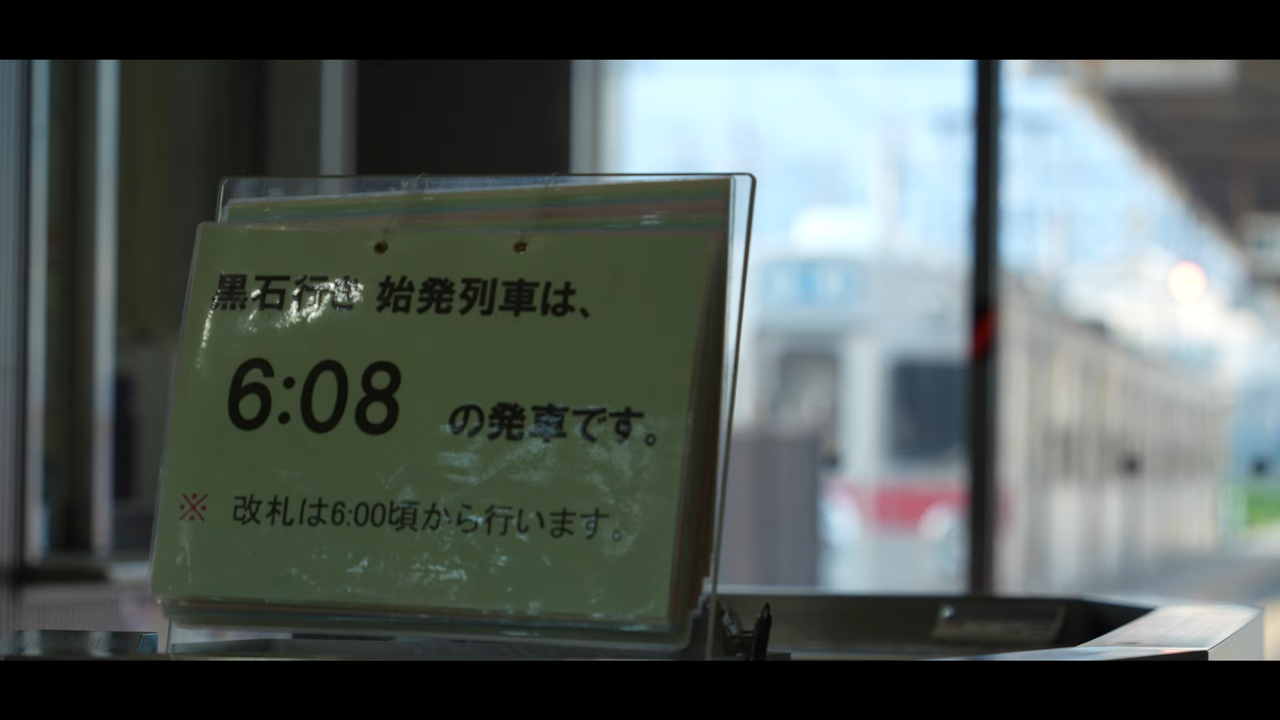 黒石行き 始発列車は、
6:08 の発車です。
※ 改札は6:00頃から行います。